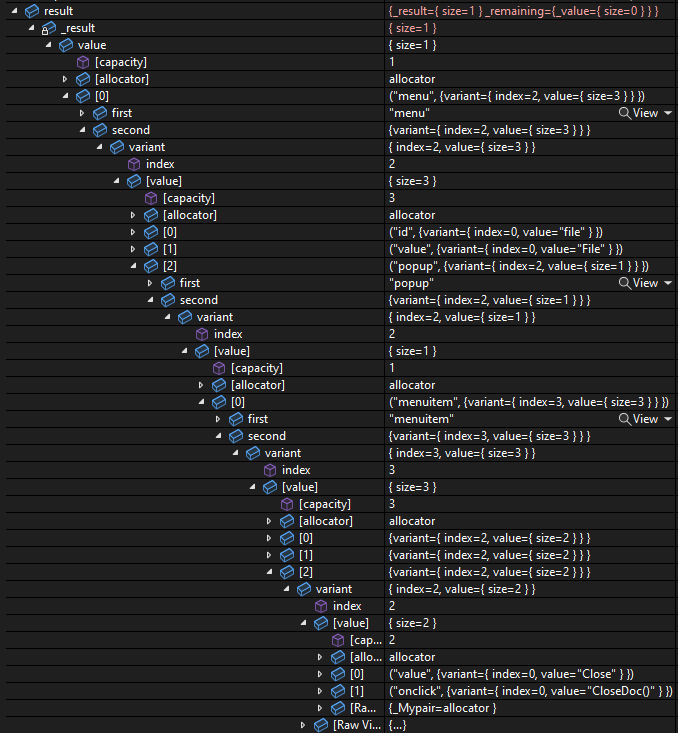 result {_result={ size=1 } _remaining={_value={ size=0 } } }
_result { size=1 }
value { size=1 }
[capacity] 1
[allocator] allocator
[0] ("menu", {variant={ index=2, value={ size=3 } } })
first "menu" View
second {variant={ index=2, value={ size=3 } } }
variant { index=2, value={ size=3 } }
index 2
[value] { size=3 }
[capacity] 3
[allocator] allocator
[0] ("id", {variant={ index=0, value="file" } })
[1] ("value", {variant={ index=0, value="File" } })
[2] ("popup", {variant={ index=2, value={ size=1 } } })
first "popup" View
second {variant={ index=2, value={ size=1 } } }
variant { index=2, value={ size=1 } }
index 2
[value] { size=1 }
[capacity] 1
[allocator] allocator
[0] ("menuitem", {variant={ index=3, value={ size=3 } } })
first "menuitem" View
second {variant={ index=3, value={ size=3 } } }
variant { index=3, value={ size=3 } }
index 3
[value] { size=3 }
[capacity] 3
[allocator] allocator
[0] {variant={ index=2, value={ size=2 } } }
[1] {variant={ index=2, value={ size=2 } } }
[2] {variant={ index=2, value={ size=2 } } }
variant { index=2, value={ size=2 } }
index 2
[value] { size=2 }
[cap... 2
[allo... allocator
[0] ("value", {variant={ index=0, value="Close" } })
[1] ("onclick", {variant={ index=0, value="CloseDoc()" } })
[Ra... {_Mypair=allocator }
[Raw Vi... {...}